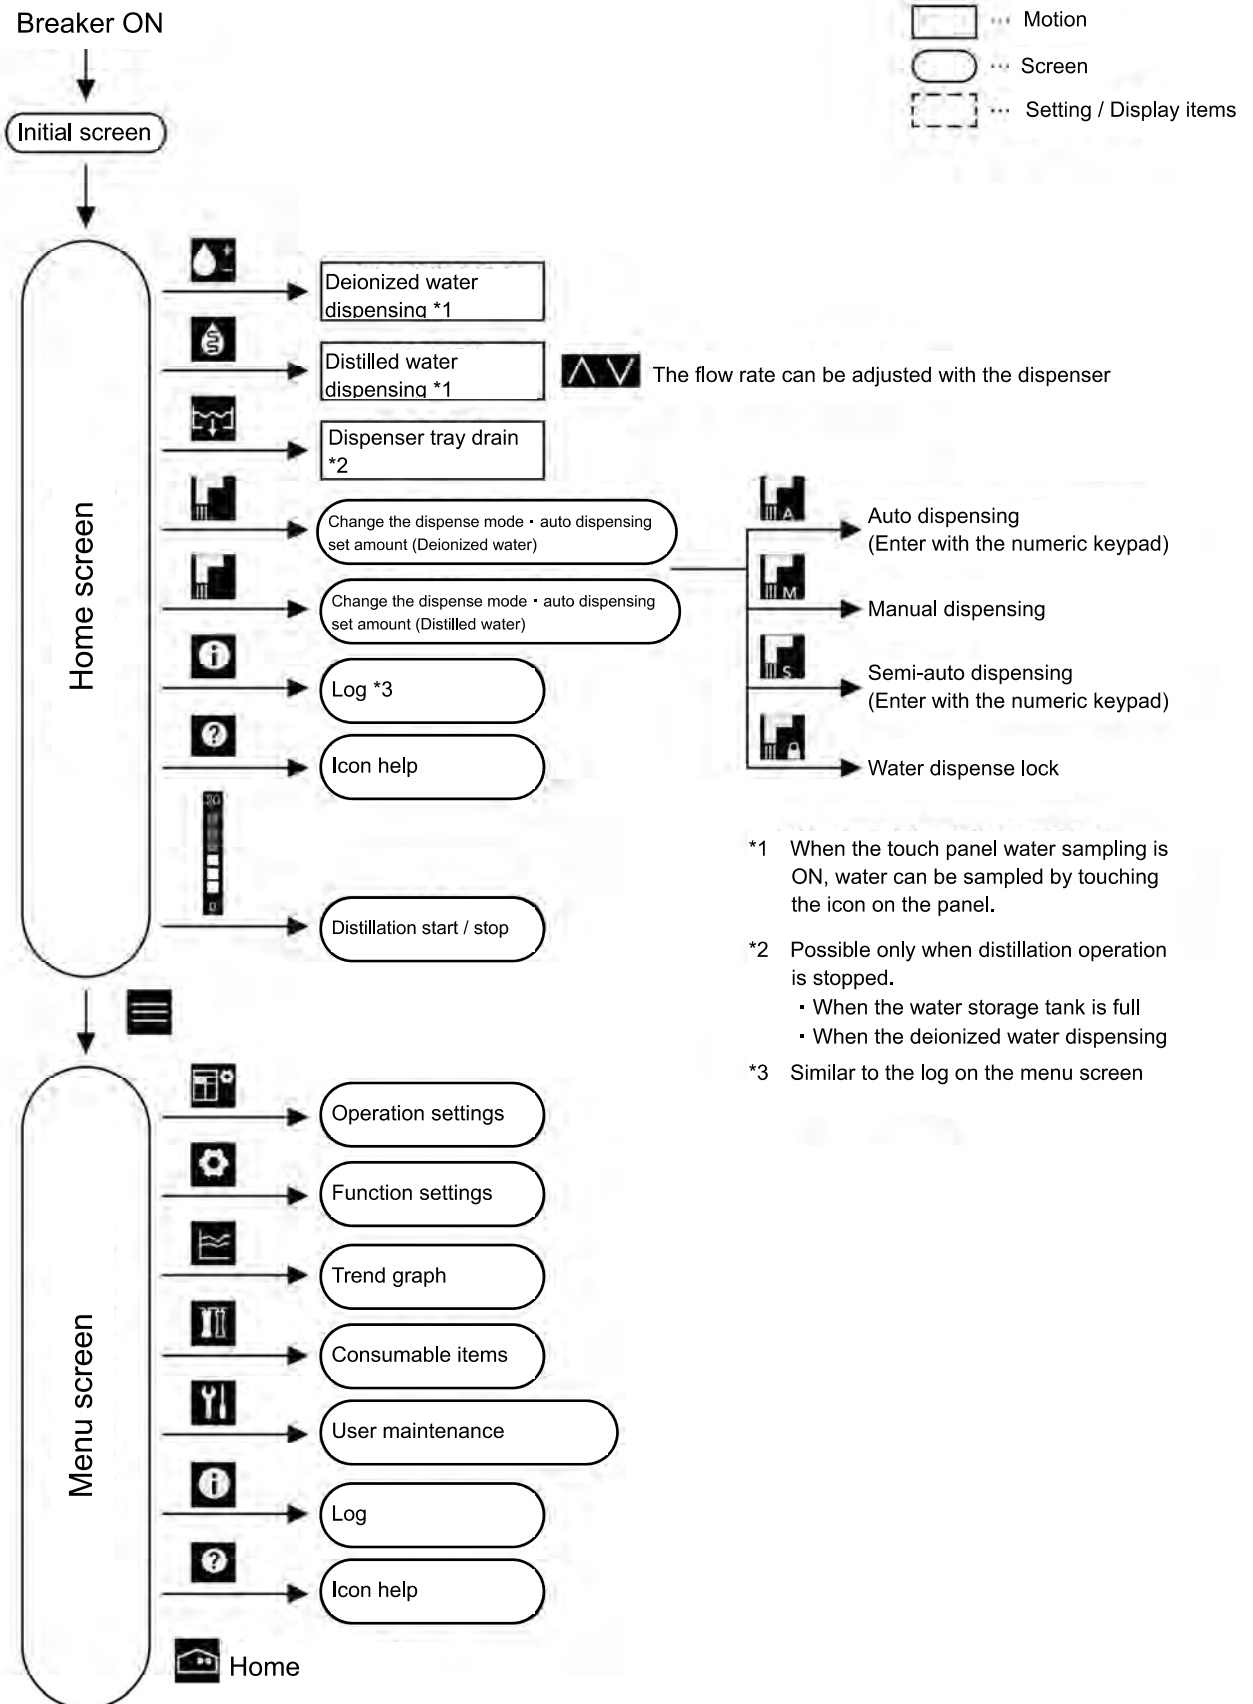 Breaker ON
··· Motion
··· Screen
··· Setting / Display items
Initial screen
Home screen
Deionized water
dispensing *1
Distilled water
dispensing *1
The flow rate can be adjusted with the dispenser
Dispenser tray drain
*2
Change the dispense mode・auto dispensing
set amount (Deionized water)
Change the dispense mode・auto dispensing
set amount (Distilled water)
A
Auto dispensing
(Enter with the numeric keypad)
M
Manual dispensing
S
Semi-auto dispensing
(Enter with the numeric keypad)
Water dispense lock
i
Log *3
?
Icon help
20
0
Distillation start / stop
*1 When the touch panel water sampling is
ON, water can be sampled by touching
the icon on the panel.
*2 Possible only when distillation operation
is stopped.
・When the water storage tank is full
・When the deionized water dispensing
*3 Similar to the log on the menu screen
Menu screen
Operation settings
Function settings
Trend graph
Consumable items
User maintenance
i
Log
?
Icon help
Home